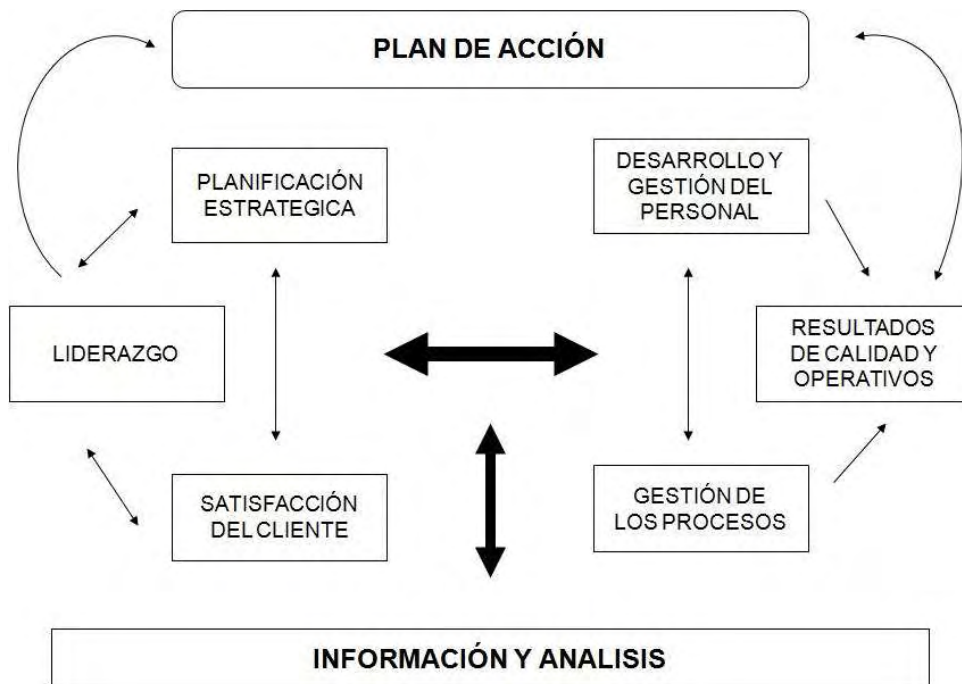 PLAN DE ACCIÓN
PLANIFICACIÓN
ESTRATEGICA
DESARROLLO Y
GESTIÓN DEL
PERSONAL
LIDERAZGO
RESULTADOS
DE CALIDAD Y
OPERATIVOS
SATISFACCIÓN
DEL CLIENTE
GESTIÓN DE
LOS PROCESOS
INFORMACIÓN Y ANALISIS